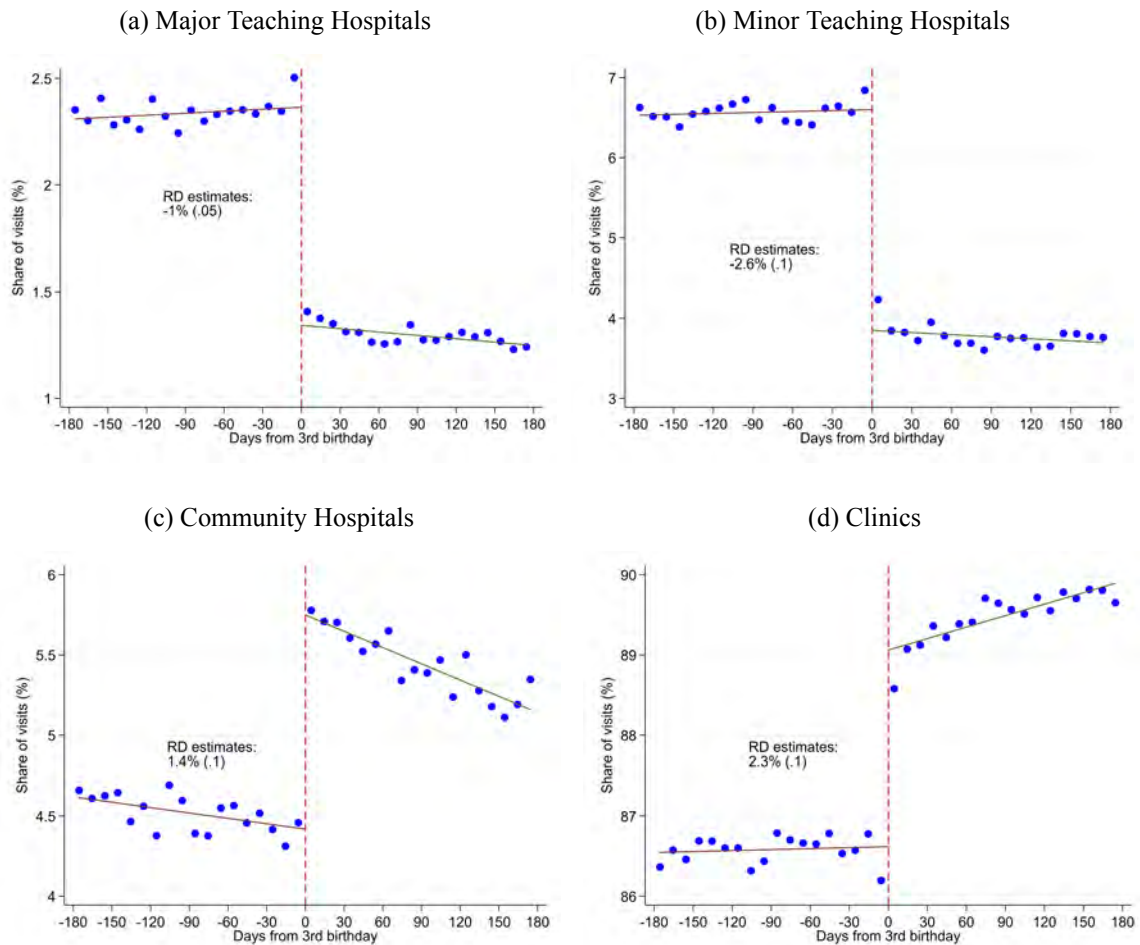 (a) Major Teaching Hospitals
2.5
2
1.5
1
Share of visits (%)
RD estimates:
-1% (.05)
-180 -150 -120 -90 -60 -30 0 30 60 90 120 150 180
Days from 3rd birthday
(b) Minor Teaching Hospitals
7
6
5
4
3
Share of visits (%)
RD estimates:
-2.6% (.1)
-180 -150 -120 -90 -60 -30 0 30 60 90 120 150 180
Days from 3rd birthday
(c) Community Hospitals
6
5.5
5
4.5
4
Share of visits (%)
RD estimates:
1.4% (.1)
-180 -150 -120 -90 -60 -30 0 30 60 90 120 150 180
Days from 3rd birthday
(d) Clinics
90
89
88
87
86
Share of visits (%)
RD estimates:
2.3% (.1)
-180 -150 -120 -90 -60 -30 0 30 60 90 120 150 180
Days from 3rd birthday